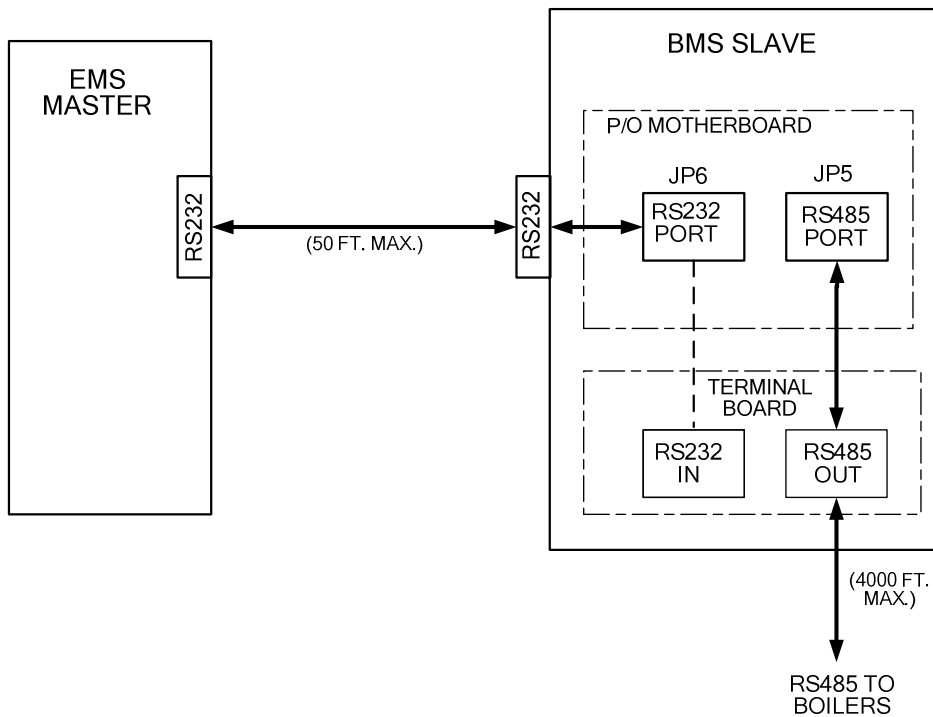 EMS
MASTER
RS232
(50 FT. MAX.)
RS232
BMS SLAVE
P/O MOTHERBOARD
JP6
RS232
PORT
JP5
RS485
PORT
TERMINAL
BOARD
RS232
IN
RS485
OUT
(4000 FT.
MAX.)
RS485 TO
BOILERS